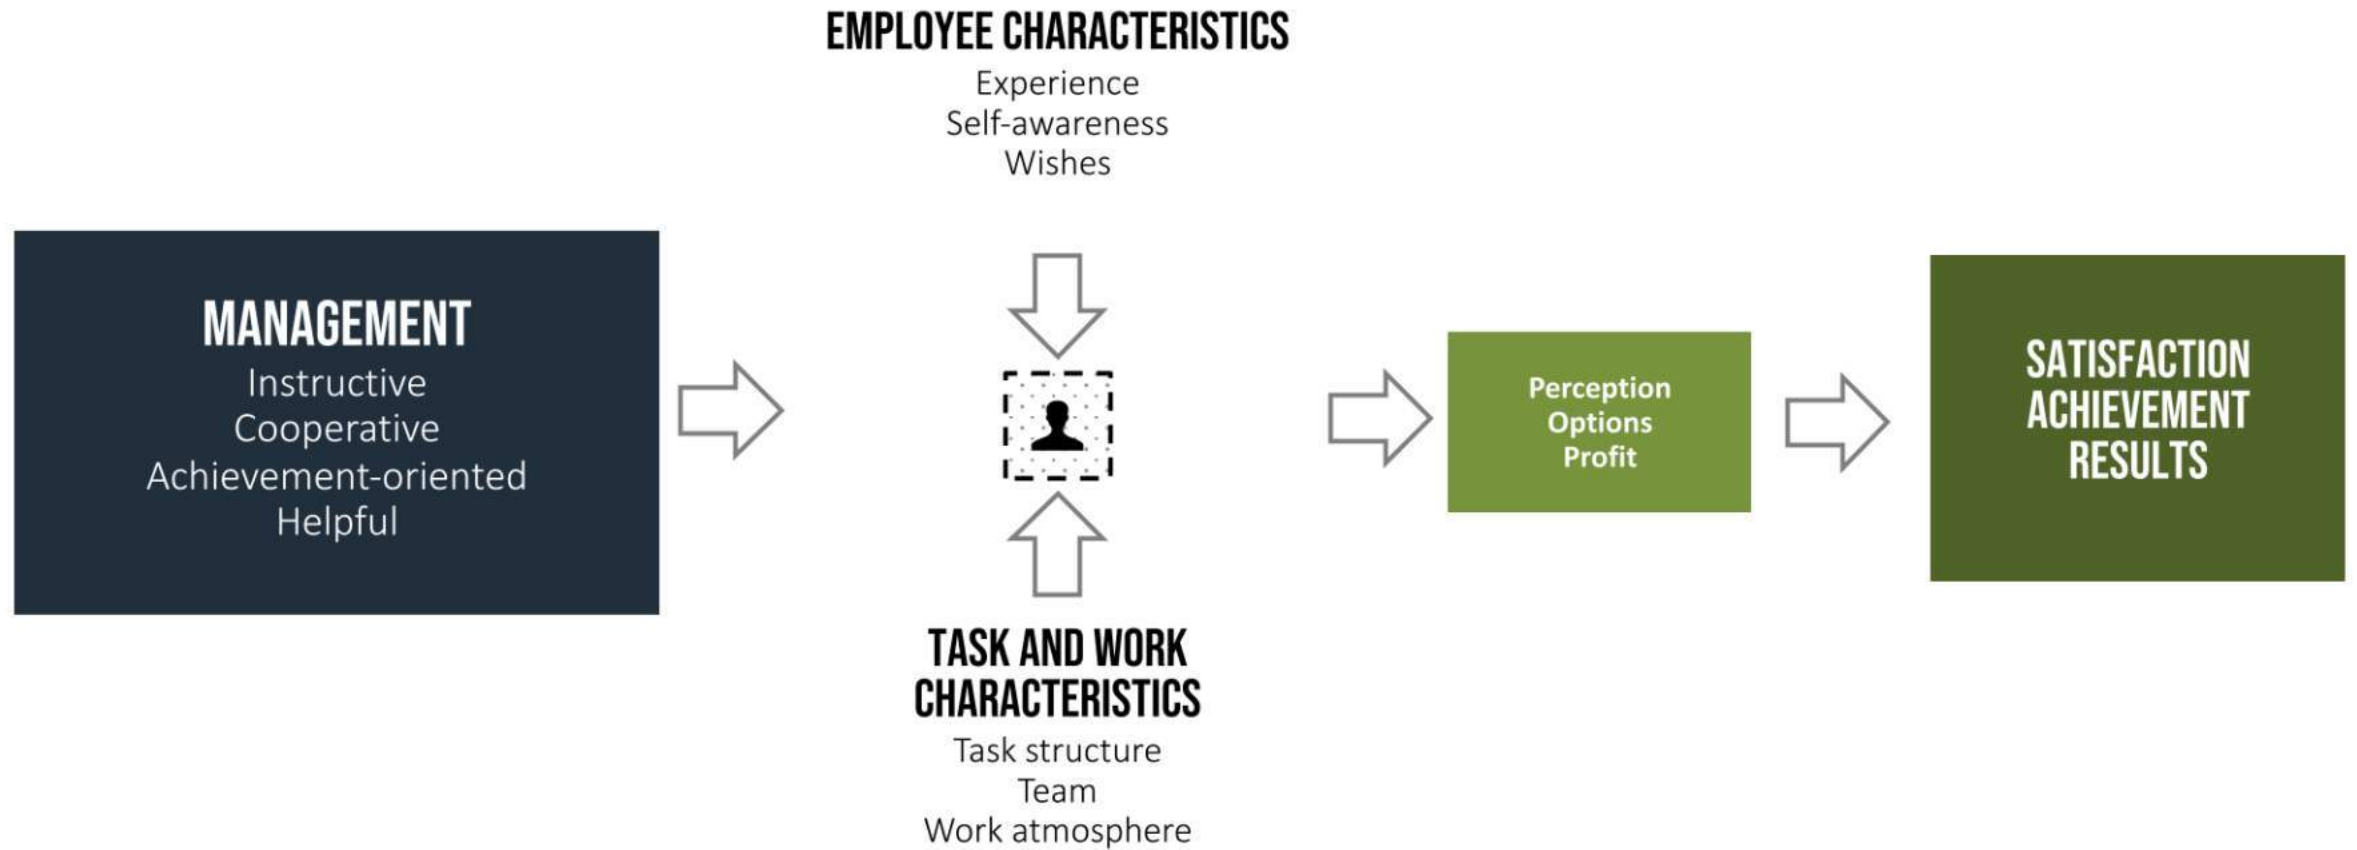 EMPLOYEE CHARACTERISTICS
Experience
Self-awareness
Wishes
MANAGEMENT
Instructive
Cooperative
Achievement-oriented
Helpful
Perception
Options
Profit
SATISFACTION
ACHIEVEMENT
RESULTS
TASK AND WORK
CHARACTERISTICS
Task structure
Team
Work atmosphere